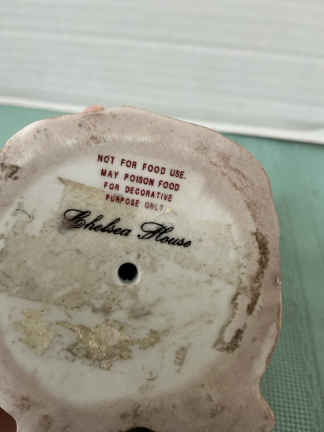 NOT FOR FOOD USE.
MAY POISON FOOD
FOR DECORATIVE
PURPOSE ONLY
Chelsea House